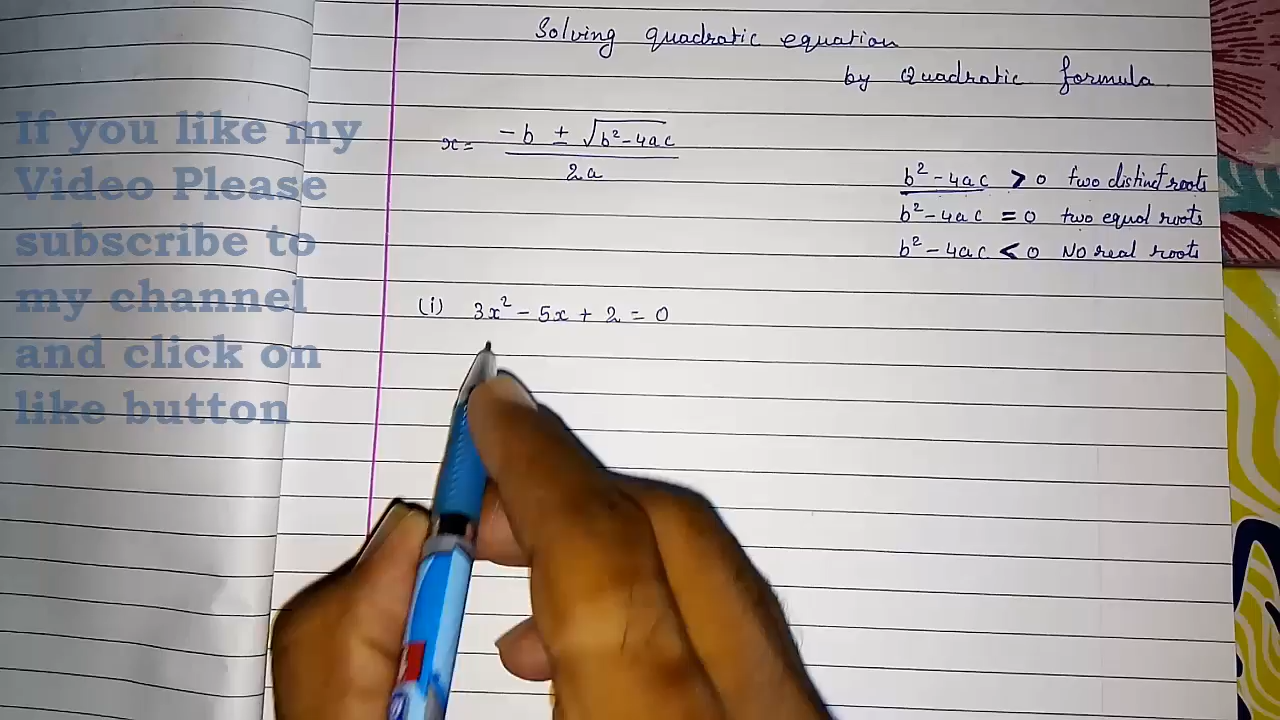 Solving quadratic equation
by Quadratic formula
x = -b ± √b²-4ac / 2a
b² - 4ac > 0 two distinct roots
b² - 4ac = 0 two equal roots
b² - 4ac < 0 No real roots
(i) 3x² - 5x + 2 = 0
If you like my
Video Please
subscribe to
my channel
and click on
like button